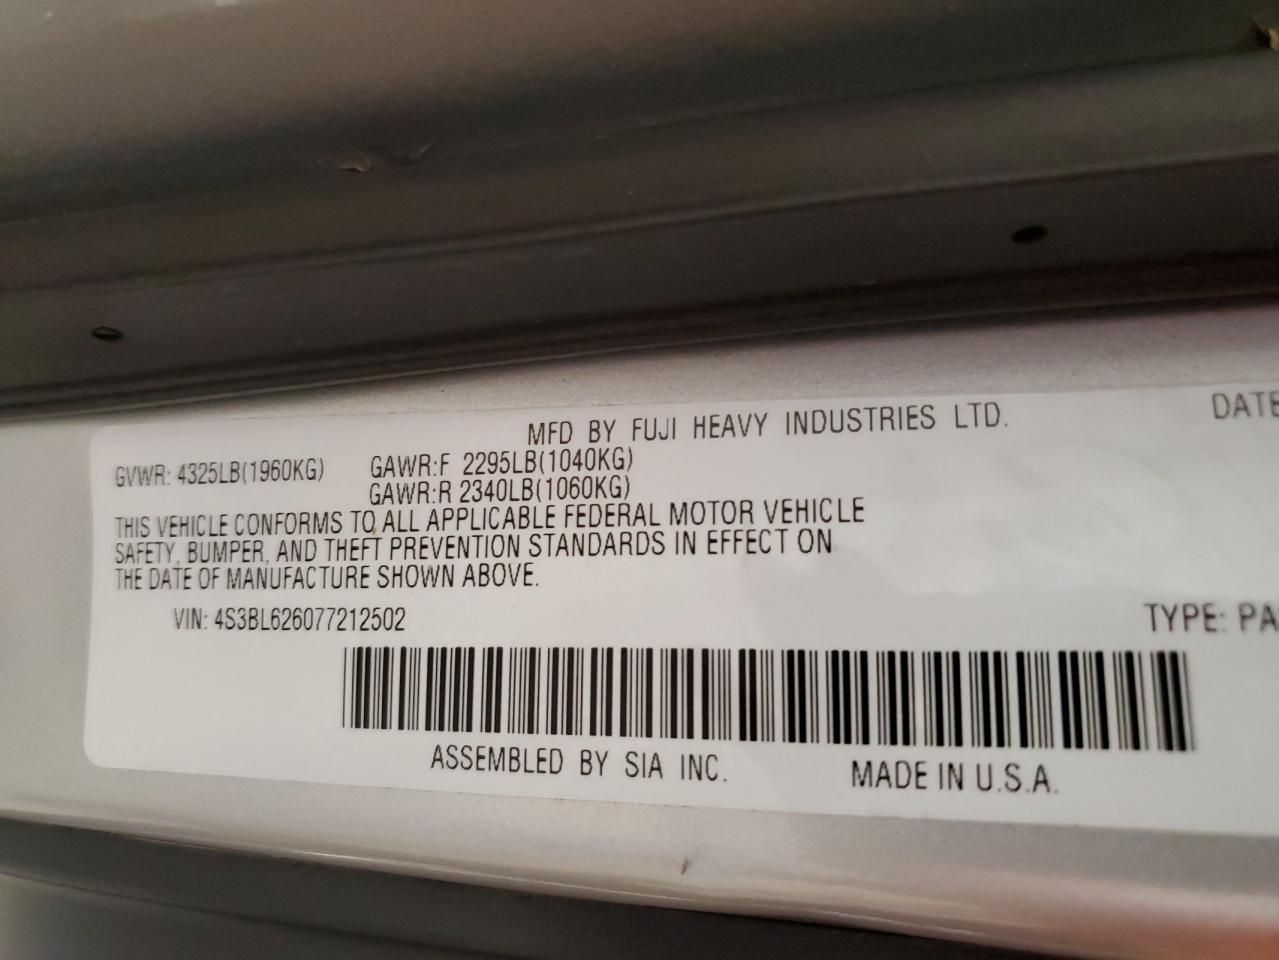 MFD BY FUJI HEAVY INDUSTRIES LTD. DATE
GVWR: 4325LB(1960KG) GAWR:F 2295LB(1040KG)
GAWR:R 2340LB(1060KG)
THIS VEHICLE CONFORMS TO ALL APPLICABLE FEDERAL MOTOR VEHICLE
SAFETY, BUMPER, AND THEFT PREVENTION STANDARDS IN EFFECT ON
THE DATE OF MANUFACTURE SHOWN ABOVE.
VIN: 4S3BL626077212502 TYPE: PA
ASSEMBLED BY SIA INC. MADE IN U.S.A.